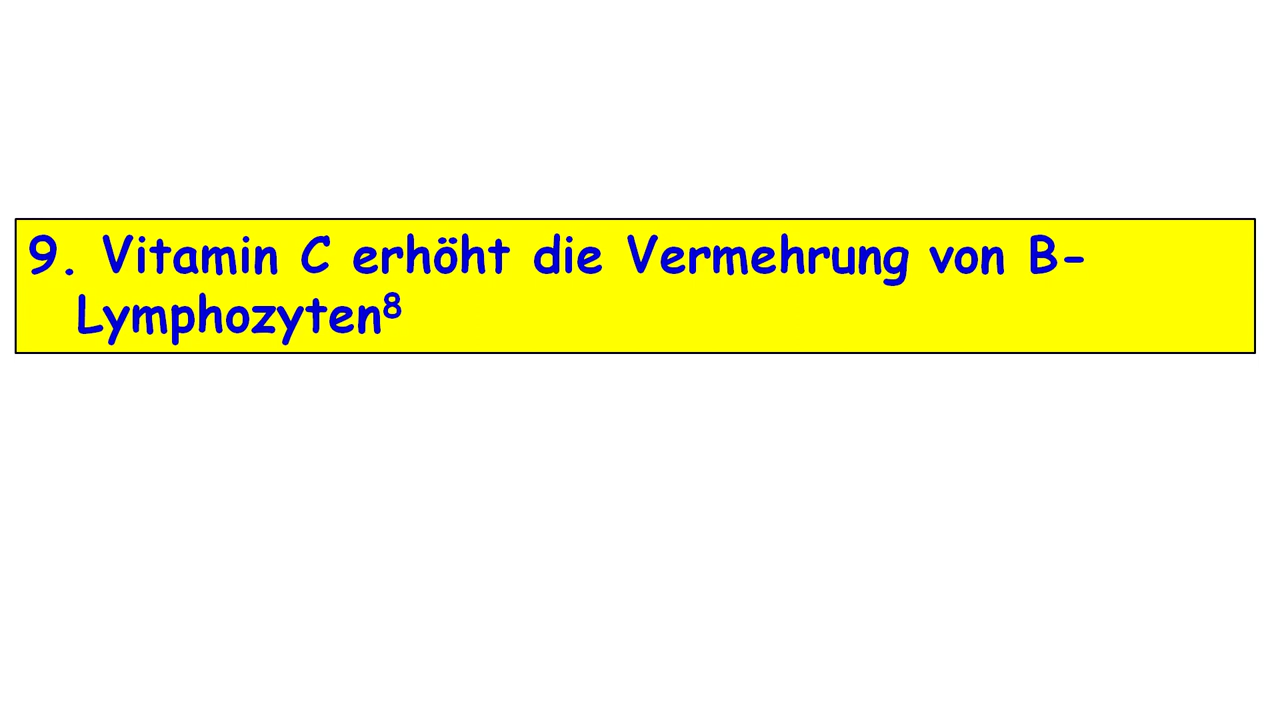 9. Vitamin C erhöht die Vermehrung von B-
Lymphozyten⁸